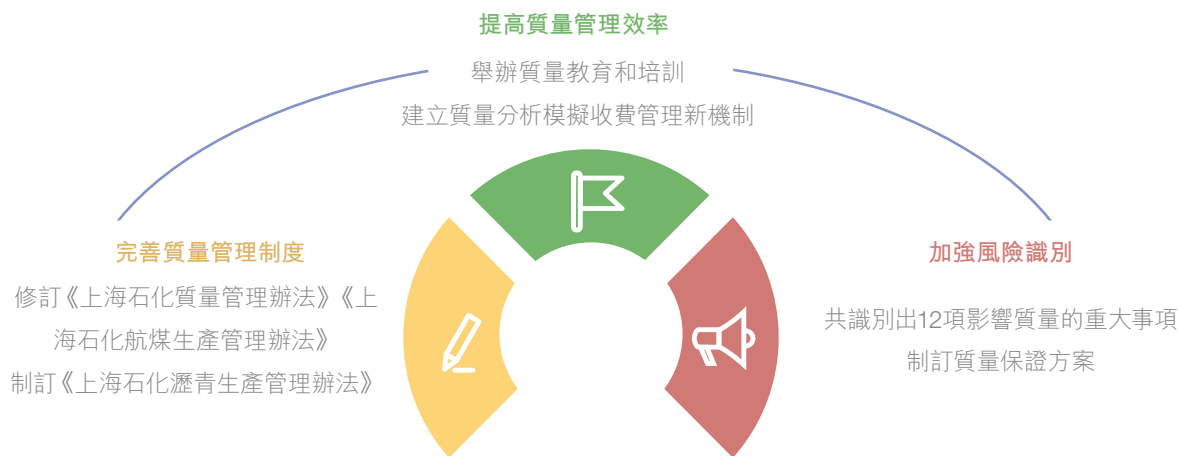 提高質量管理效率
舉辦質量教育和培訓
建立質量分析模擬收費管理新機制
完善質量管理制度
修訂《上海石化質量管理辦法》《上
海石化航煤生產管理辦法》
制訂《上海石化瀝青生產管理辦法》
加強風險識別
共識別出12項影響質量的重大事項
制訂質量保證方案